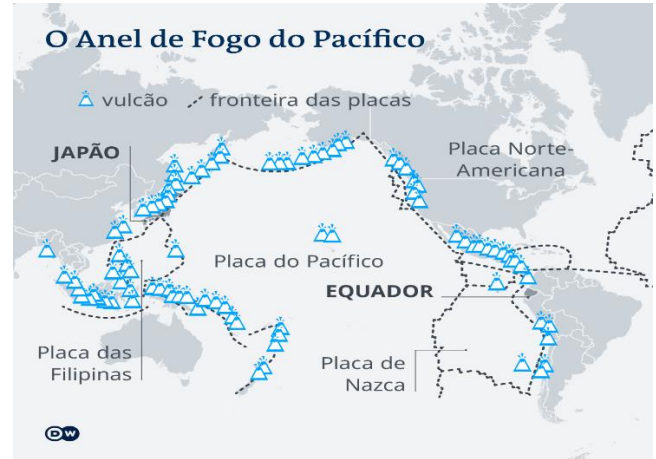 O Anel de Fogo do Pacífico
vulcão
fronteira das placas
JAPÃO
Placa Norte-
Americana
Placa do Pacífico
EQUADOR
Placa das
Filipinas
Placa de
Nazca
DW